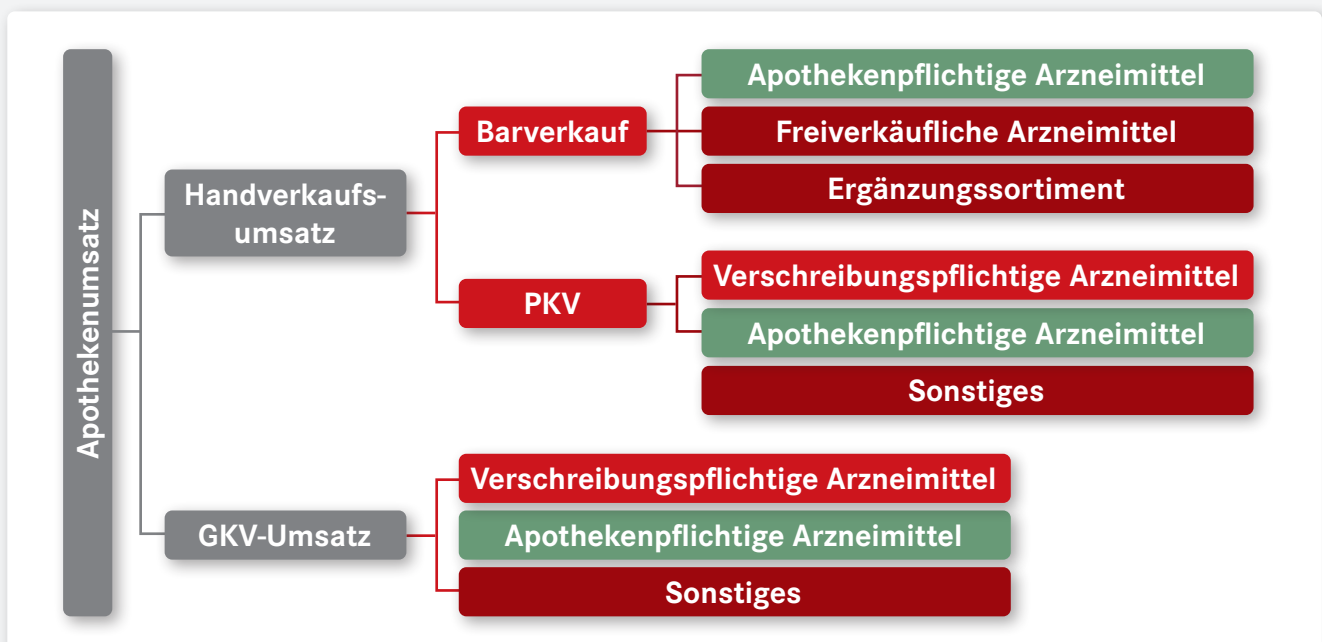 Apothekenumsatz
Handverkaufs-
umsatz
Barverkauf
Apothekenpflichtige Arzneimittel
Freiverkäufliche Arzneimittel
Ergänzungssortiment
PKV
Verschreibungspflichtige Arzneimittel
Apothekenpflichtige Arzneimittel
Sonstiges
GKV-Umsatz
Verschreibungspflichtige Arzneimittel
Apothekenpflichtige Arzneimittel
Sonstiges